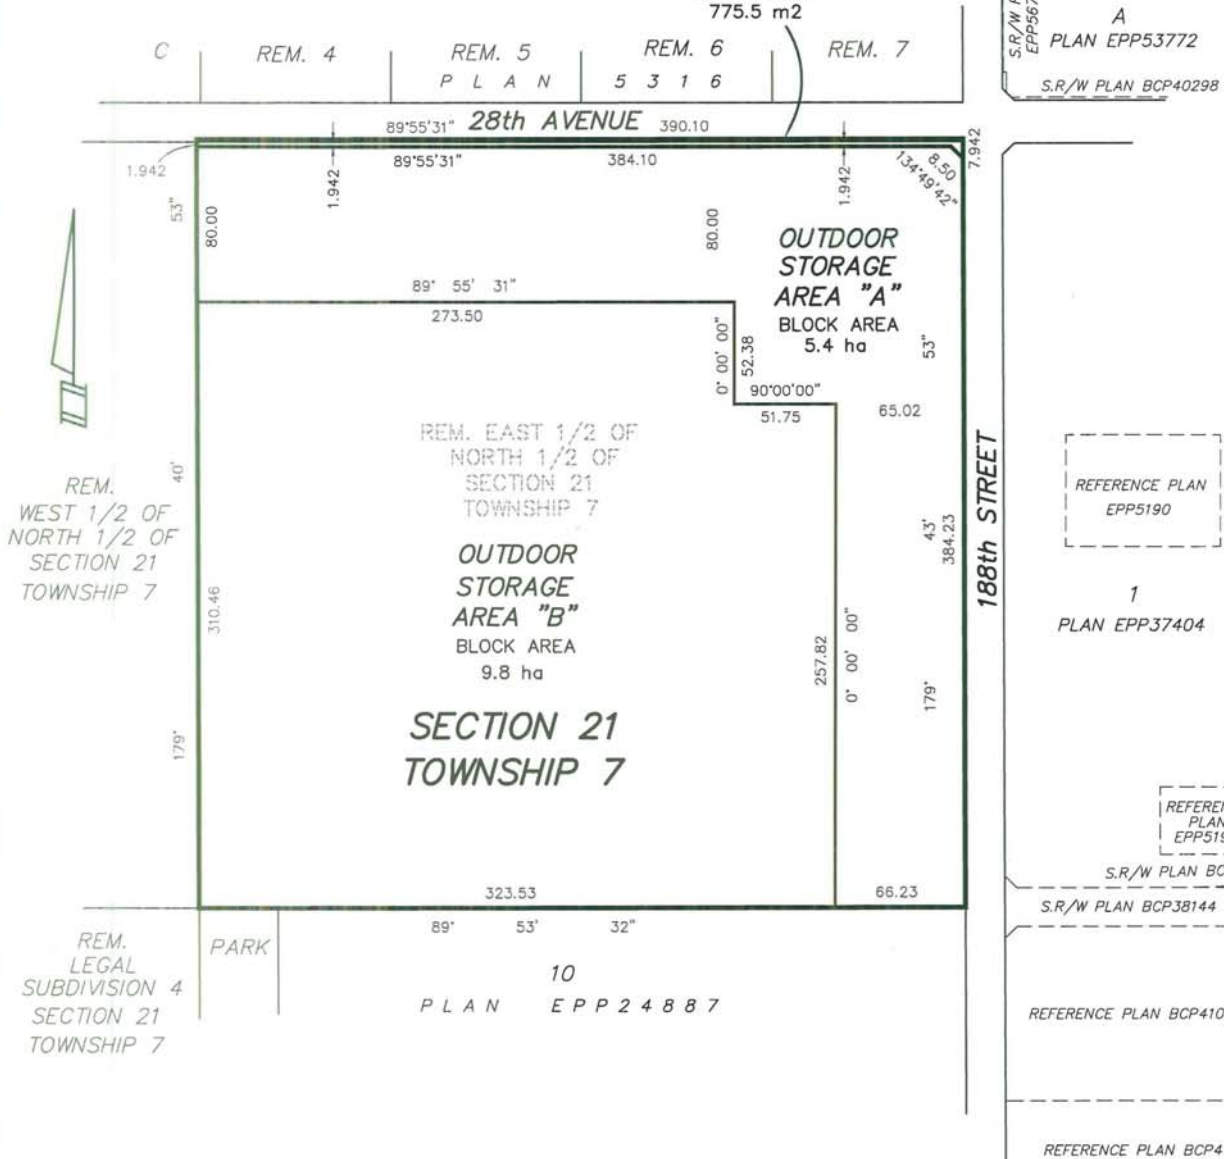 775.5 m2
C
REM. 4
REM. 5
REM. 6
REM. 7
PLAN 5316
S.R/W
A
PLAN EPP53772
S.R/W PLAN BCP40298
89°55'31" 28th AVENUE 390.10
1.942
89°55'31"
384.10
1.942
1.942
8.50
134°49'42"
7.942
53"
80.00
80.00
OUTDOOR
STORAGE
AREA "A"
BLOCK AREA
5.4 ha
89° 55' 31"
273.50
0° 00' 00"
52.38
53"
90°00'00"
51.75
65.02
REM. EAST 1/2 OF
NORTH 1/2 OF
SECTION 21
TOWNSHIP 7
40'
REM.
WEST 1/2 OF
NORTH 1/2 OF
SECTION 21
TOWNSHIP 7
OUTDOOR
STORAGE
AREA "B"
BLOCK AREA
9.8 ha
310.46
43'
384.23
188th STREET
REFERENCE PLAN
EPP5190
1
PLAN EPP37404
257.82
0° 00' 00"
179°
SECTION 21
TOWNSHIP 7
179°
PLAN
S.R/W PLAN
S.R/W PLAN BCP38144
323.53
66.23
89° 53' 32"
REM.
LEGAL
SUBDIVISION 4
SECTION 21
TOWNSHIP 7
PARK
10
PLAN EPP24887
REFERENCE PLAN BCP410
REFERENCE PLAN BCP4